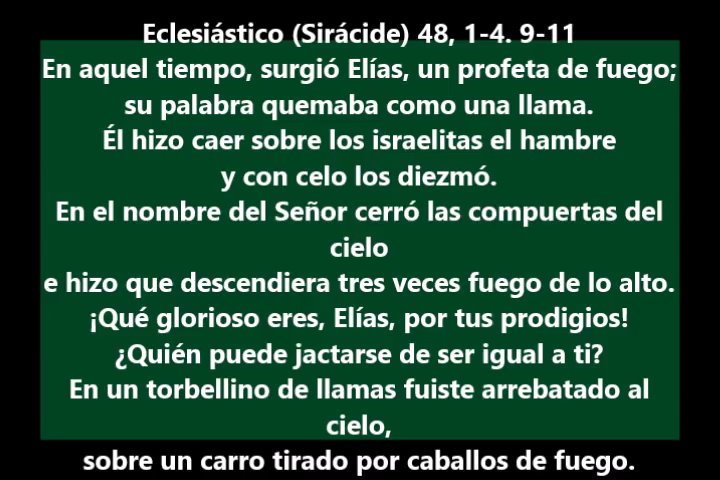 Eclesiástico (Sirácide) 48, 1-4. 9-11
En aquel tiempo, surgió Elías, un profeta de fuego;
su palabra quemaba como una llama.
Él hizo caer sobre los israelitas el hambre
y con celo los diezmó.
En el nombre del Señor cerró las compuertas del
cielo
e hizo que descendiera tres veces fuego de lo alto.
¡Qué glorioso eres, Elías, por tus prodigios!
¿Quién puede jactarse de ser igual a ti?
En un torbellino de llamas fuiste arrebatado al
cielo,
sobre un carro tirado por caballos de fuego.